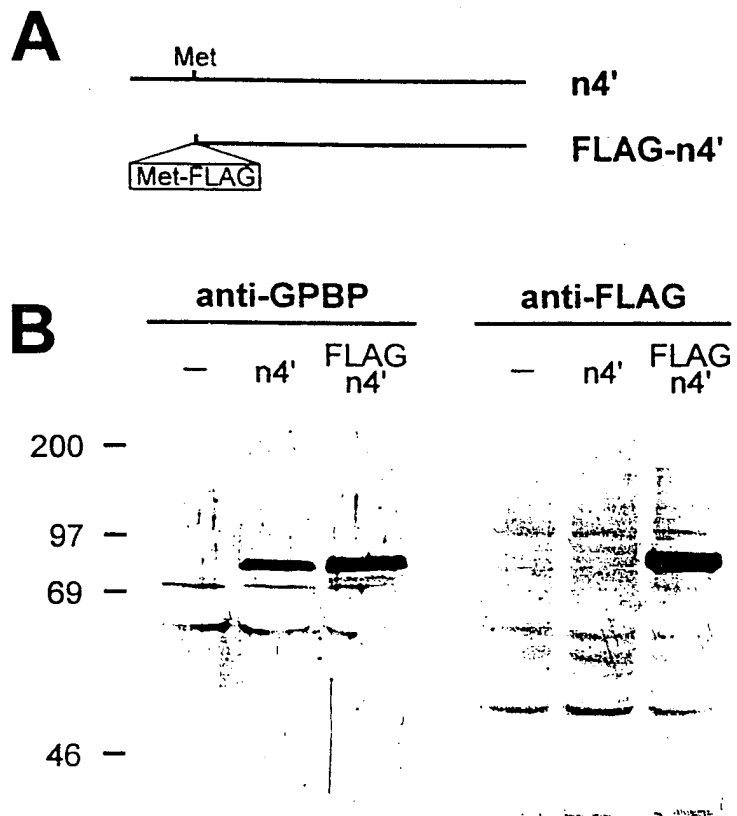 A
Met
n4'
FLAG-n4'
Met-FLAG
B
anti-GPBP
anti-FLAG
– n4' FLAG n4'
– n4' FLAG n4'
200 –
97 –
69 –
46 –